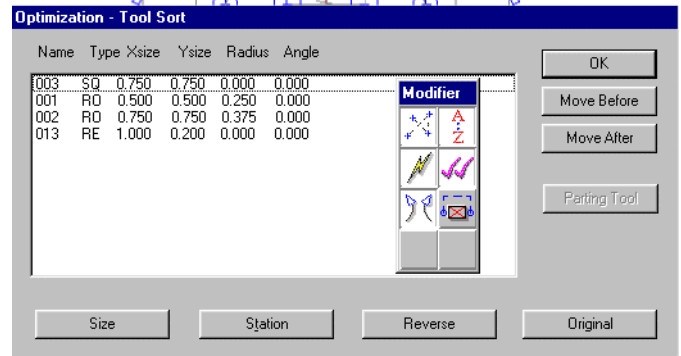 Optimization - Tool Sort
Name Type Xsize Ysize Radius Angle
003 SQ 0.750 0.750 0.000 0.000
001 RO 0.500 0.500 0.250 0.000
002 RO 0.750 0.750 0.375 0.000
013 RE 1.000 0.200 0.000 0.000
Modifier
A
Z
OK
Move Before
Move After
Parting Tool
Size
Station
Reverse
Original